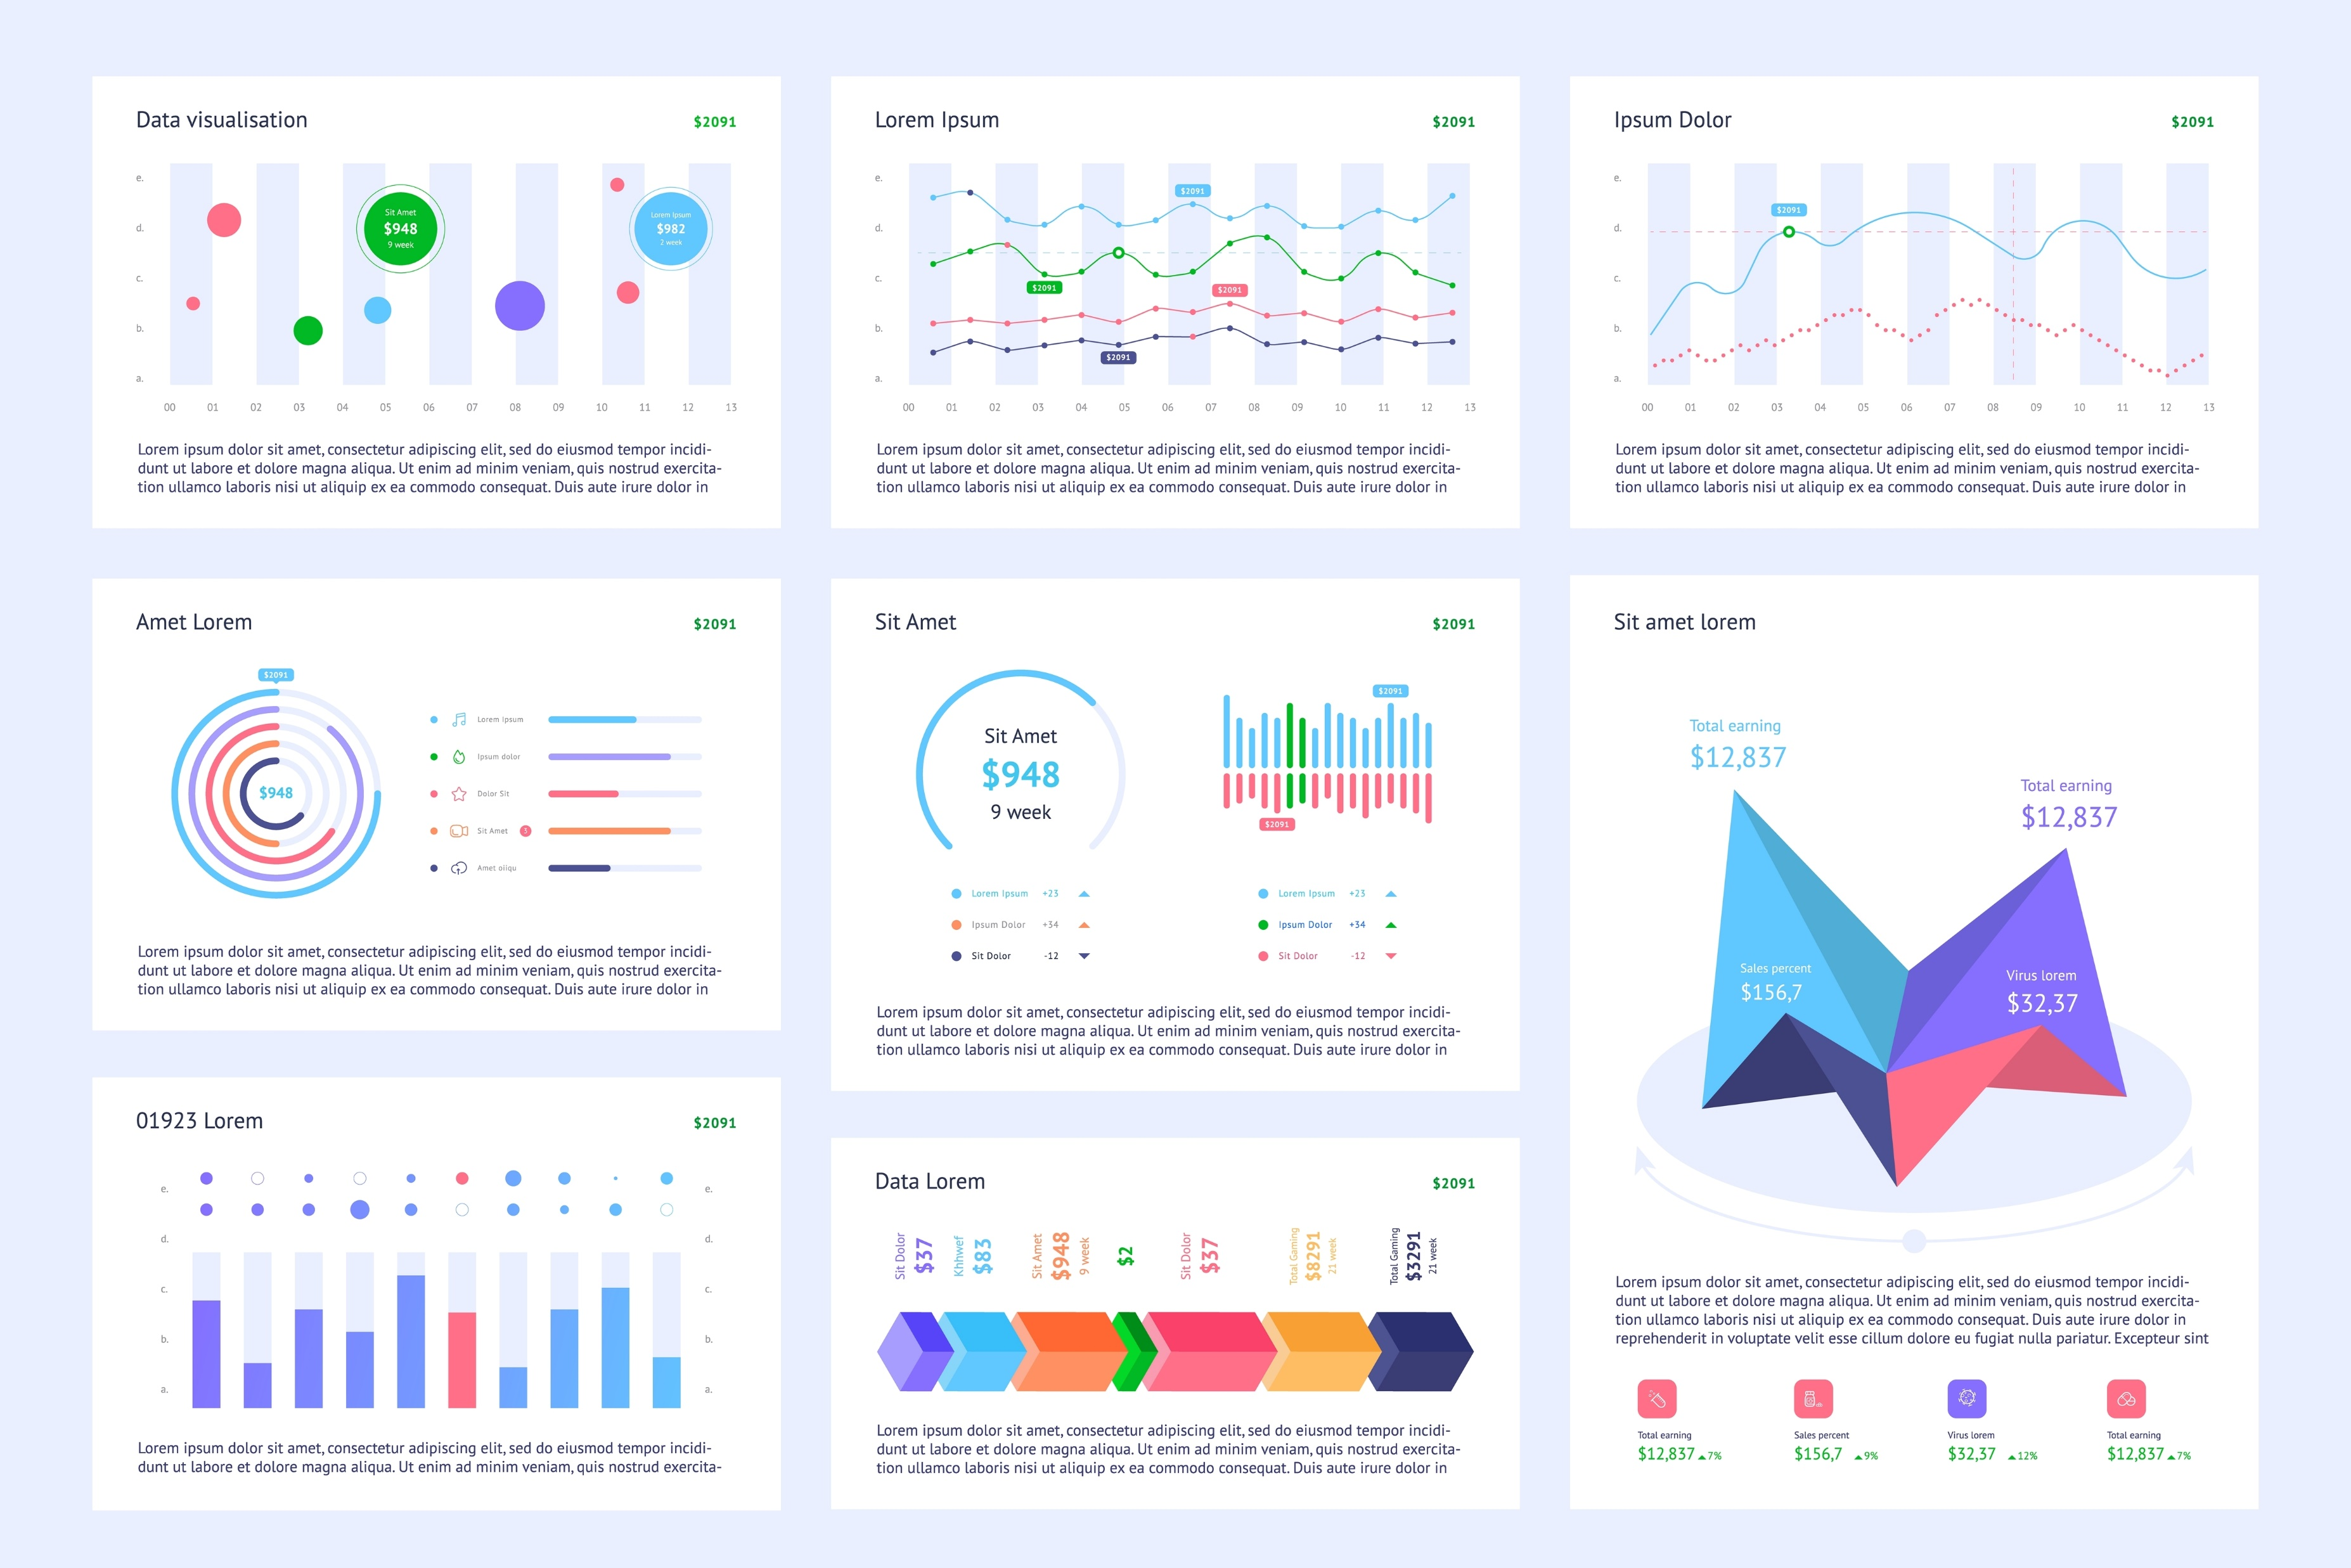 Data visualisation
$2091
e.
d.
c.
b.
a.
Sit Amet
$948
9 week
Lorem Ipsum
$982
2 week
00 01 02 03 04 05 06 07 08 09 10 11 12 13
Lorem ipsum dolor sit amet, consectetur adipiscing elit, sed do eiusmod tempor incidi-
dunt ut labore et dolore magna aliqua. Ut enim ad minim veniam, quis nostrud exercita-
tion ullamco laboris nisi ut aliquip ex ea commodo consequat. Duis aute irure dolor in
Lorem Ipsum
$2091
e.
d.
c.
b.
a.
$2091
$2091
$2091
$2091
00 01 02 03 04 05 06 07 08 09 10 11 12 13
Lorem ipsum dolor sit amet, consectetur adipiscing elit, sed do eiusmod tempor incidi-
dunt ut labore et dolore magna aliqua. Ut enim ad minim veniam, quis nostrud exercita-
tion ullamco laboris nisi ut aliquip ex ea commodo consequat. Duis aute irure dolor in
Ipsum Dolor
$2091
e.
d.
c.
b.
a.
$2091
00 01 02 03 04 05 06 07 08 09 10 11 12 13
Lorem ipsum dolor sit amet, consectetur adipiscing elit, sed do eiusmod tempor incidi-
dunt ut labore et dolore magna aliqua. Ut enim ad minim veniam, quis nostrud exercita-
tion ullamco laboris nisi ut aliquip ex ea commodo consequat. Duis aute irure dolor in
Amet Lorem
$2091
$2091
$948
Lorem Ipsum
Ipsum dolor
Dolor Sit
Sit Amet 3
Amet oliqu
Lorem ipsum dolor sit amet, consectetur adipiscing elit, sed do eiusmod tempor incidi-
dunt ut labore et dolore magna aliqua. Ut enim ad minim veniam, quis nostrud exercita-
tion ullamco laboris nisi ut aliquip ex ea commodo consequat. Duis aute irure dolor in
Sit Amet
$2091
Sit Amet
$948
9 week
$2091
$2091
Lorem Ipsum +23
Ipsum Dolor +34
Sit Dolor -12
Lorem Ipsum +23
Ipsum Dolor +34
Sit Dolor -12
Lorem ipsum dolor sit amet, consectetur adipiscing elit, sed do eiusmod tempor incidi-
dunt ut labore et dolore magna aliqua. Ut enim ad minim veniam, quis nostrud exercita-
tion ullamco laboris nisi ut aliquip ex ea commodo consequat. Duis aute irure dolor in
Sit amet lorem
Total earning
$12,837
Total earning
$12,837
Sales percent
$156,7
Virus lorem
$32,37
Lorem ipsum dolor sit amet, consectetur adipiscing elit, sed do eiusmod tempor incidi-
dunt ut labore et dolore magna aliqua. Ut enim ad minim veniam, quis nostrud exercita-
tion ullamco laboris nisi ut aliquip ex ea commodo consequat. Duis aute irure dolor in
reprehenderit in voluptate velit esse cillum dolore eu fugiat nulla pariatur. Excepteur sint
Total earning
$12,837 7%
Sales percent
$156,7 9%
Virus lorem
$32,37 12%
Total earning
$12,837 7%
01923 Lorem
$2091
e. e.
d. d.
c. c.
b. b.
a. a.
Lorem ipsum dolor sit amet, consectetur adipiscing elit, sed do eiusmod tempor incidi-
dunt ut labore et dolore magna aliqua. Ut enim ad minim veniam, quis nostrud exercita-
Data Lorem
$2091
Sit Dolor
$37
Khhwef
$83
Sit Amet
$948
9 week
$2
Sit Dolor
$37
Total Gaming
$8291
21 week
Total Gaming
$3291
21 week
Lorem ipsum dolor sit amet, consectetur adipiscing elit, sed do eiusmod tempor incidi-
dunt ut labore et dolore magna aliqua. Ut enim ad minim veniam, quis nostrud exercita-
tion ullamco laboris nisi ut aliquip ex ea commodo consequat. Duis aute irure dolor in